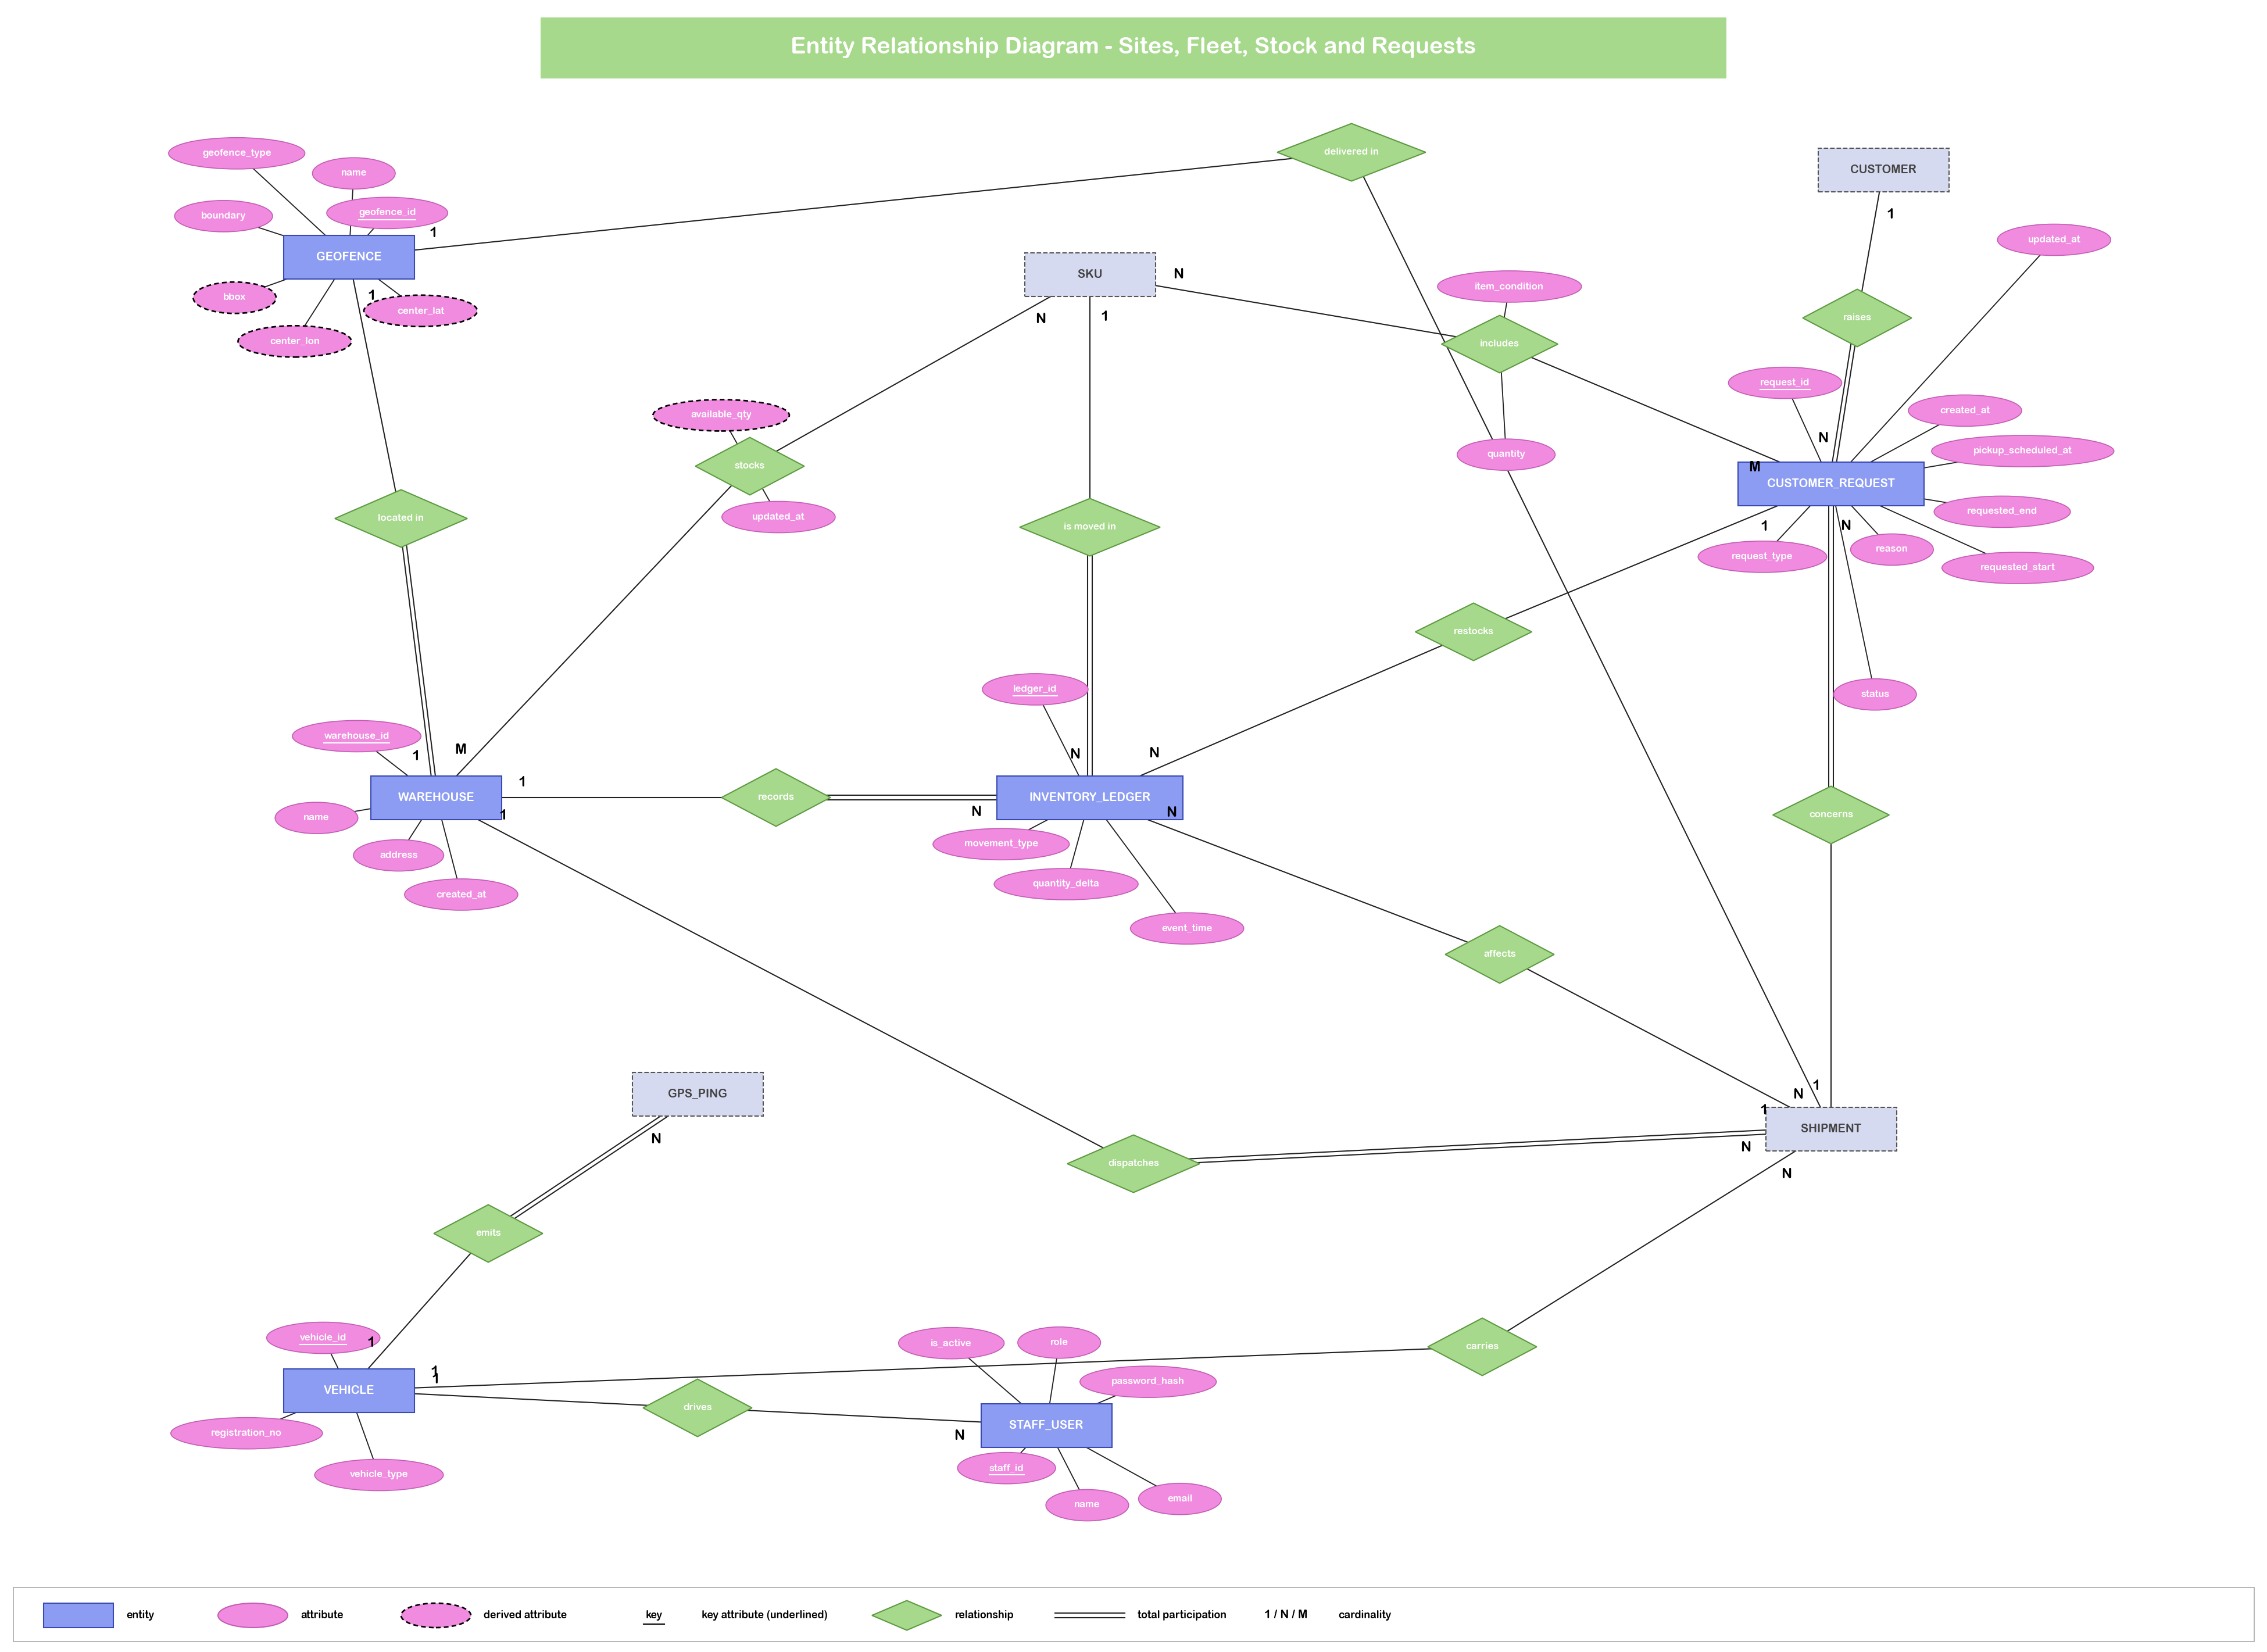 Entity Relationship Diagram - Sites, Fleet, Stock and Requests
delivered in
geofence_type
name
CUSTOMER
geofence_id
boundary
1
1
updated_at
GEOFENCE
SKU
N
item_condition
bbox
1
center_lat
N
1
raises
center_lon
includes
request_id
created_at
available_qty
N
pickup_scheduled_at
quantity
stocks
M
CUSTOMER_REQUEST
requested_end
updated_at
located in
is moved in
1
N
request_type
reason
requested_start
restocks
ledger_id
status
warehouse_id
1
M
N
N
1
WAREHOUSE
records
INVENTORY_LEDGER
name
1
N
N
concerns
movement_type
address
quantity_delta
created_at
event_time
affects
GPS_PING
1
N
1
SHIPMENT
N
N
dispatches
N
emits
vehicle_id
1
is_active
role
carries
1
1
password_hash
VEHICLE
drives
STAFF_USER
registration_no
N
staff_id
vehicle_type
name
email
entity
attribute
derived attribute
key
key attribute (underlined)
relationship
total participation
1 / N / M
cardinality